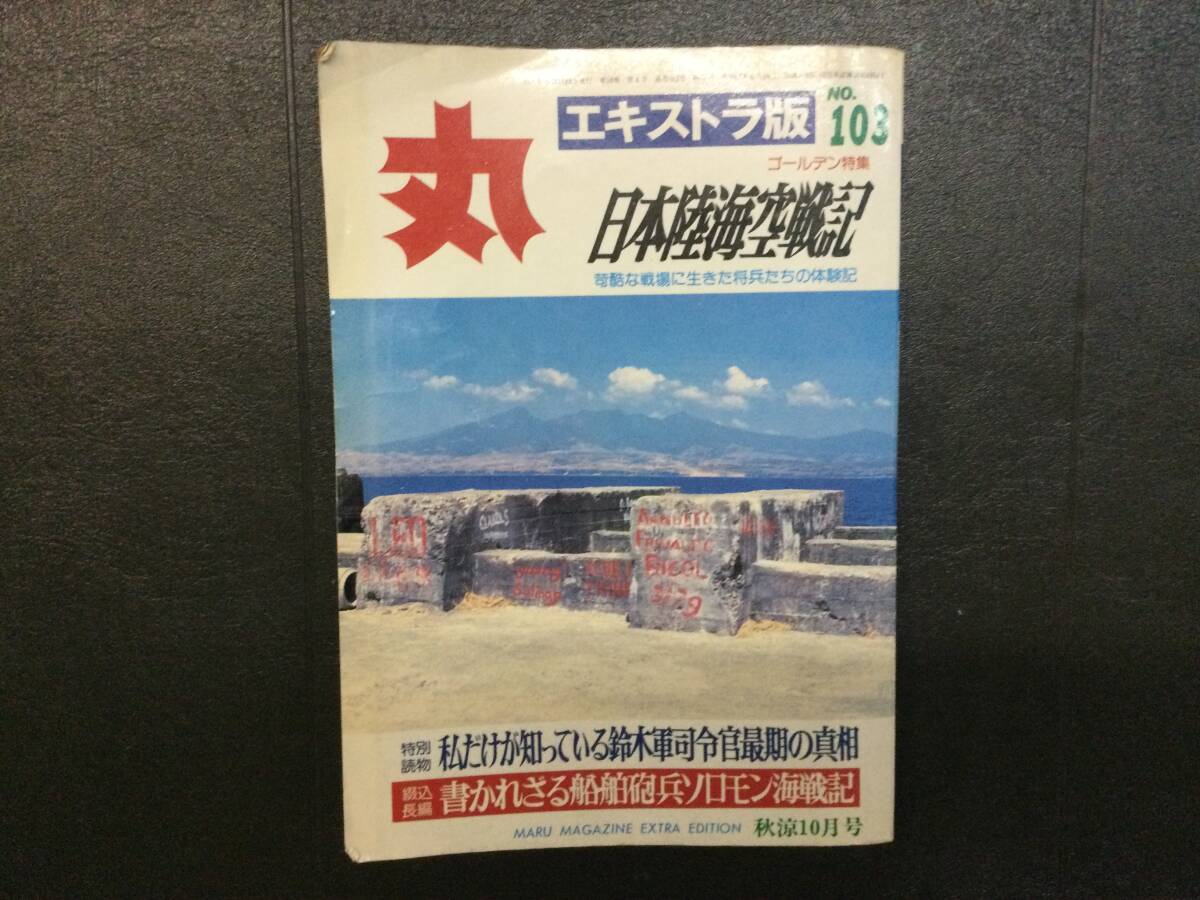 丸
エキストラ版
NO.
103
ゴールデン特集
日本陸海空戦記
苛酷な戦場に生きた将兵たちの体験記
BICOL
特別読物
私だけが知っている鈴木軍司令官最期の真相
綴込長編
書かれざる船舶砲兵ソロモン海戦記
MARU MAGAZINE EXTRA EDITION 秋涼10月号